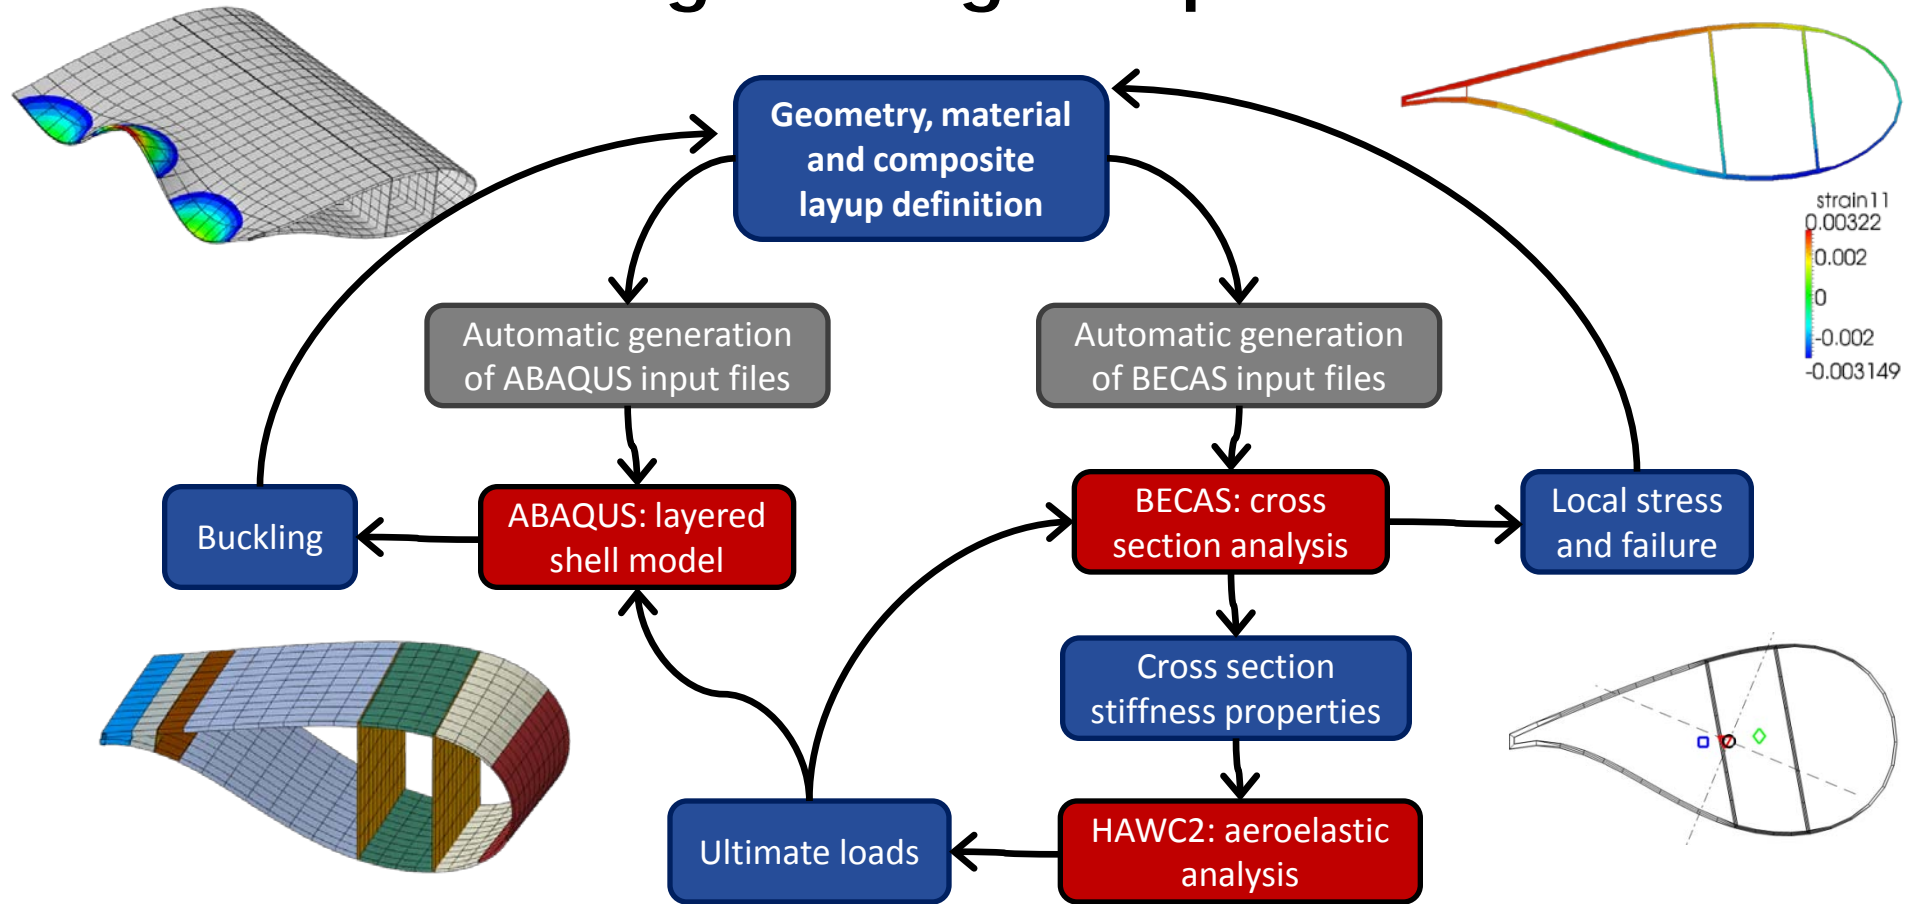 Geometry, material
and composite
layup definition
strain11
0.00322
0.002
0
-0.002
-0.003149
Automatic generation
of ABAQUS input files
Automatic generation
of BECAS input files
Buckling
ABAQUS: layered
shell model
BECAS: cross
section analysis
Local stress
and failure
Cross section
stiffness properties
Ultimate loads
HAWC2: aeroelastic
analysis